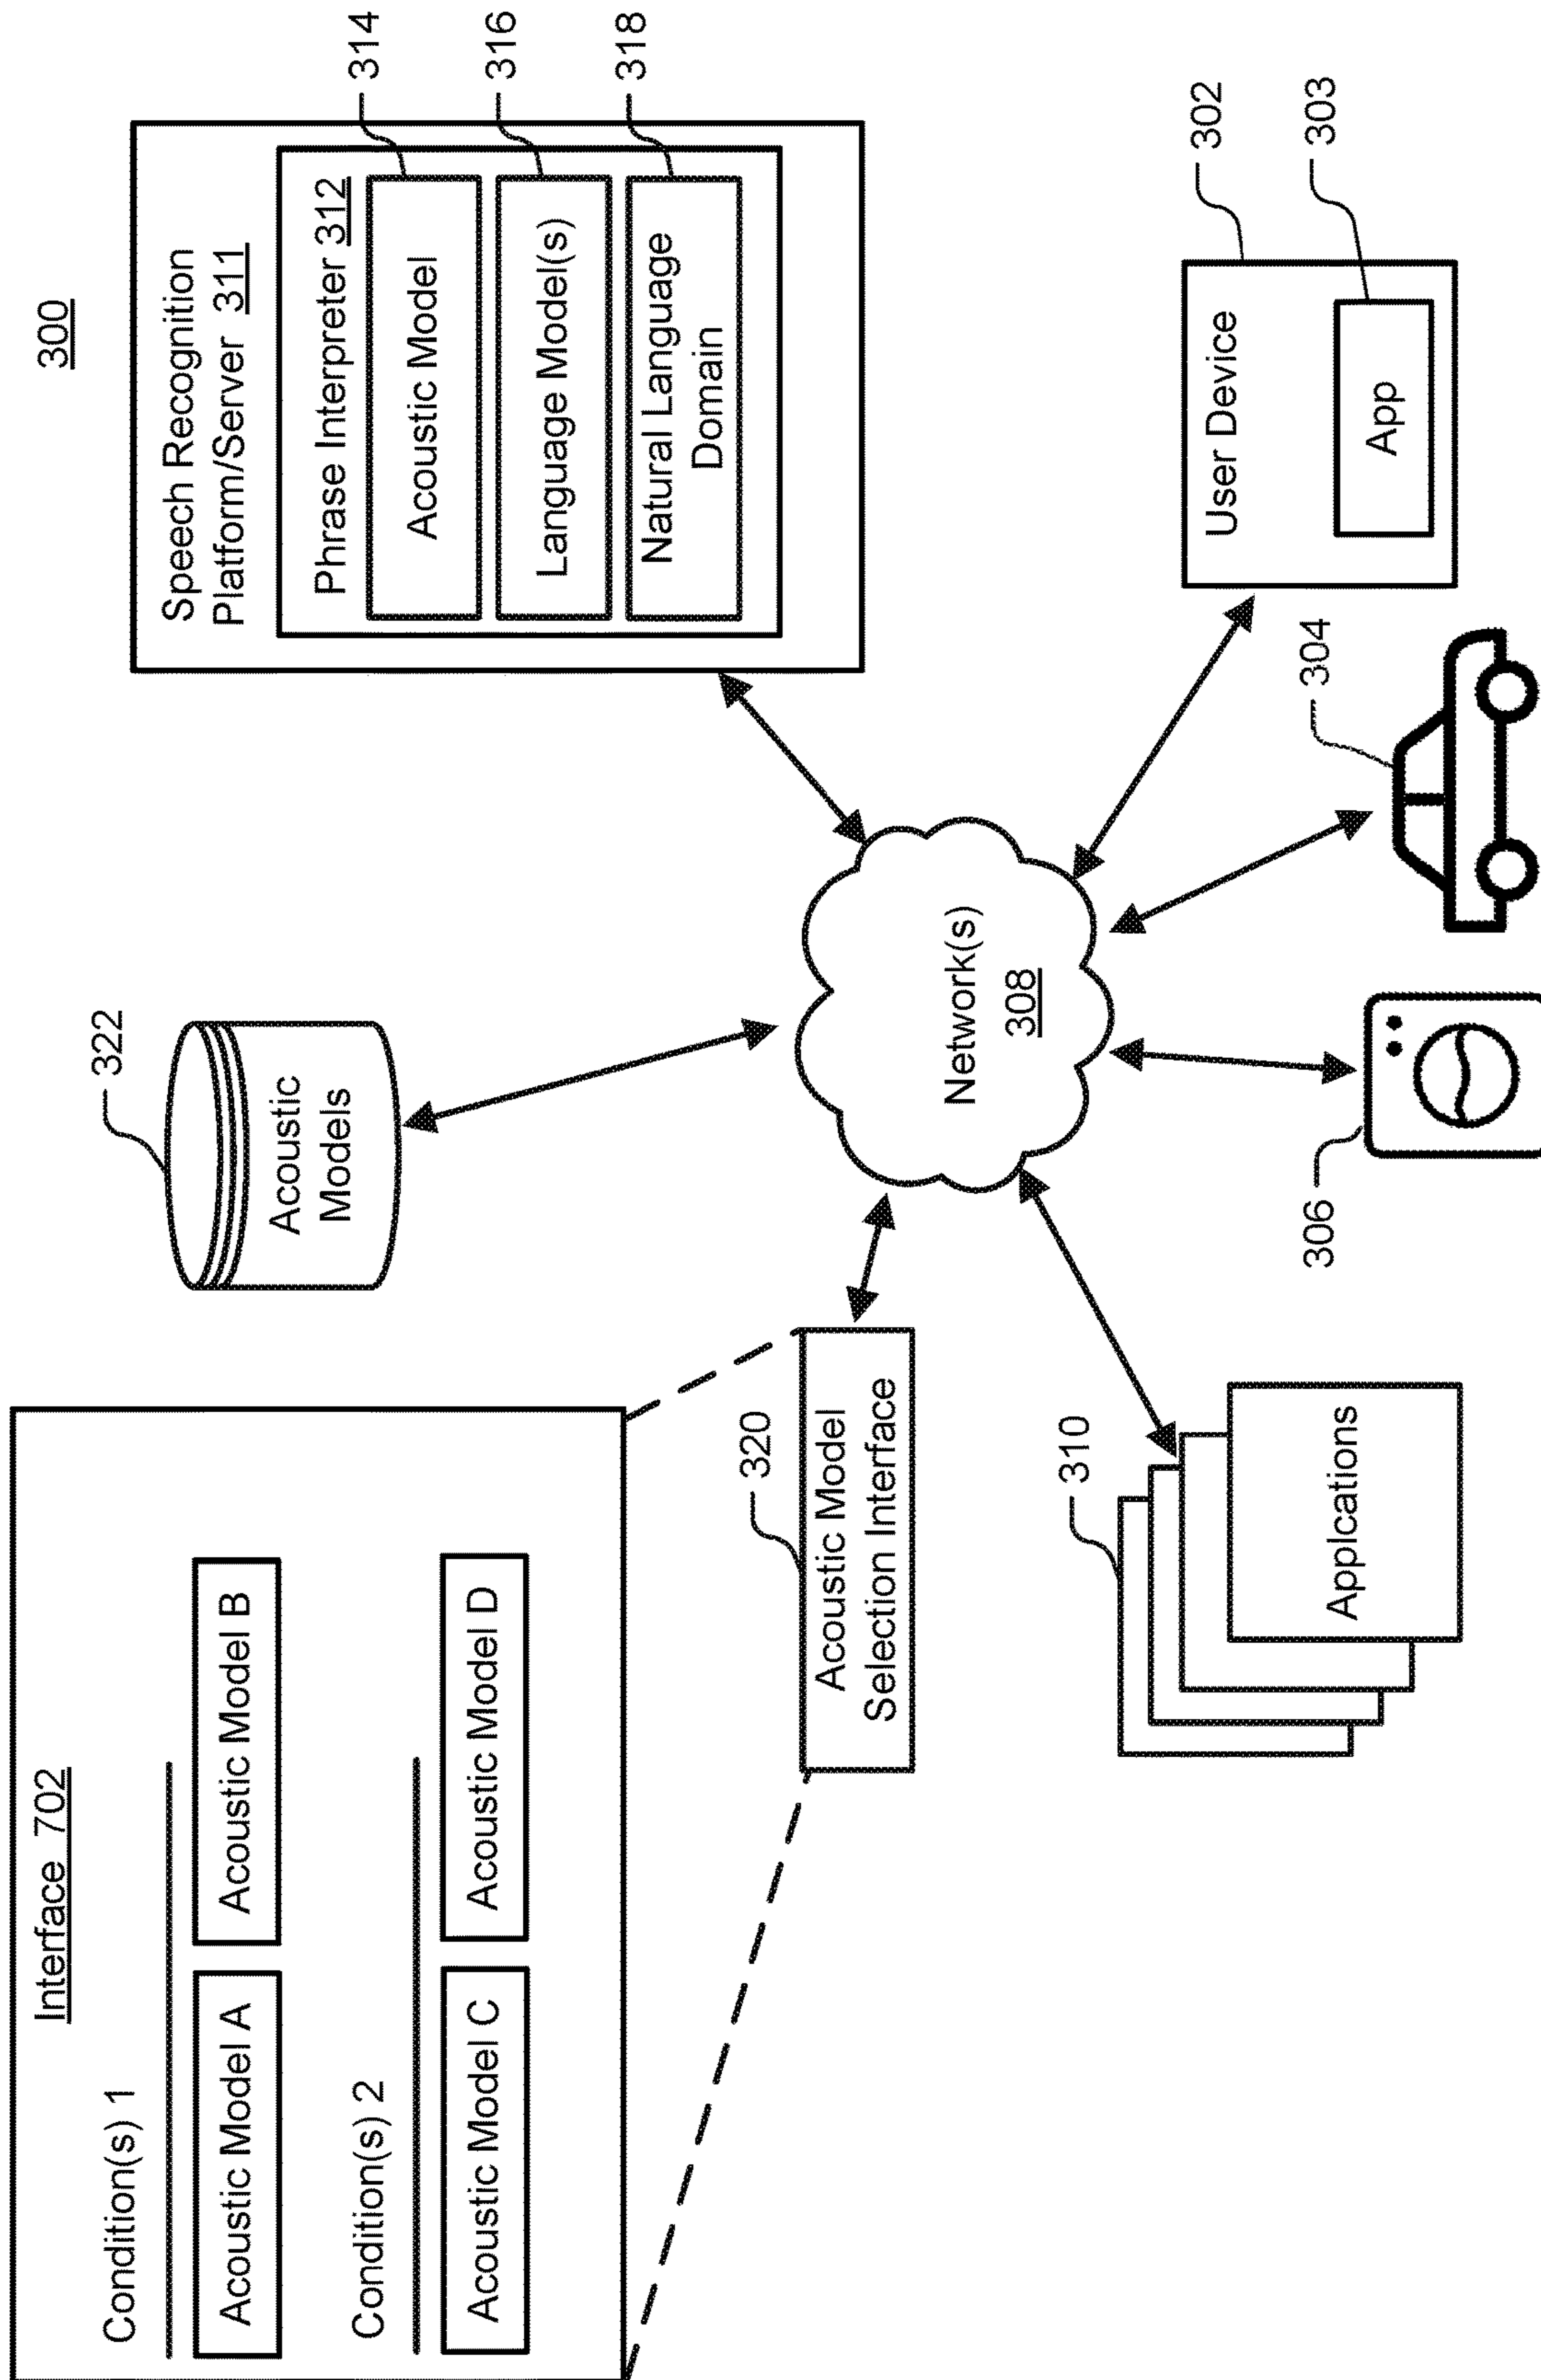 300
Interface 702
Condition(s) 1
Acoustic Model A
Acoustic Model B
Condition(s) 2
Acoustic Model C
Acoustic Model D
322
Acoustic
Models
Speech Recognition
Platform/Server 311
Phrase Interpreter 312
Acoustic Model
Language Model(s)
Natural Language
Domain
314
316
318
320
Acoustic Model
Selection Interface
Network(s)
308
310
Applcations
306
304
302
User Device
303
App